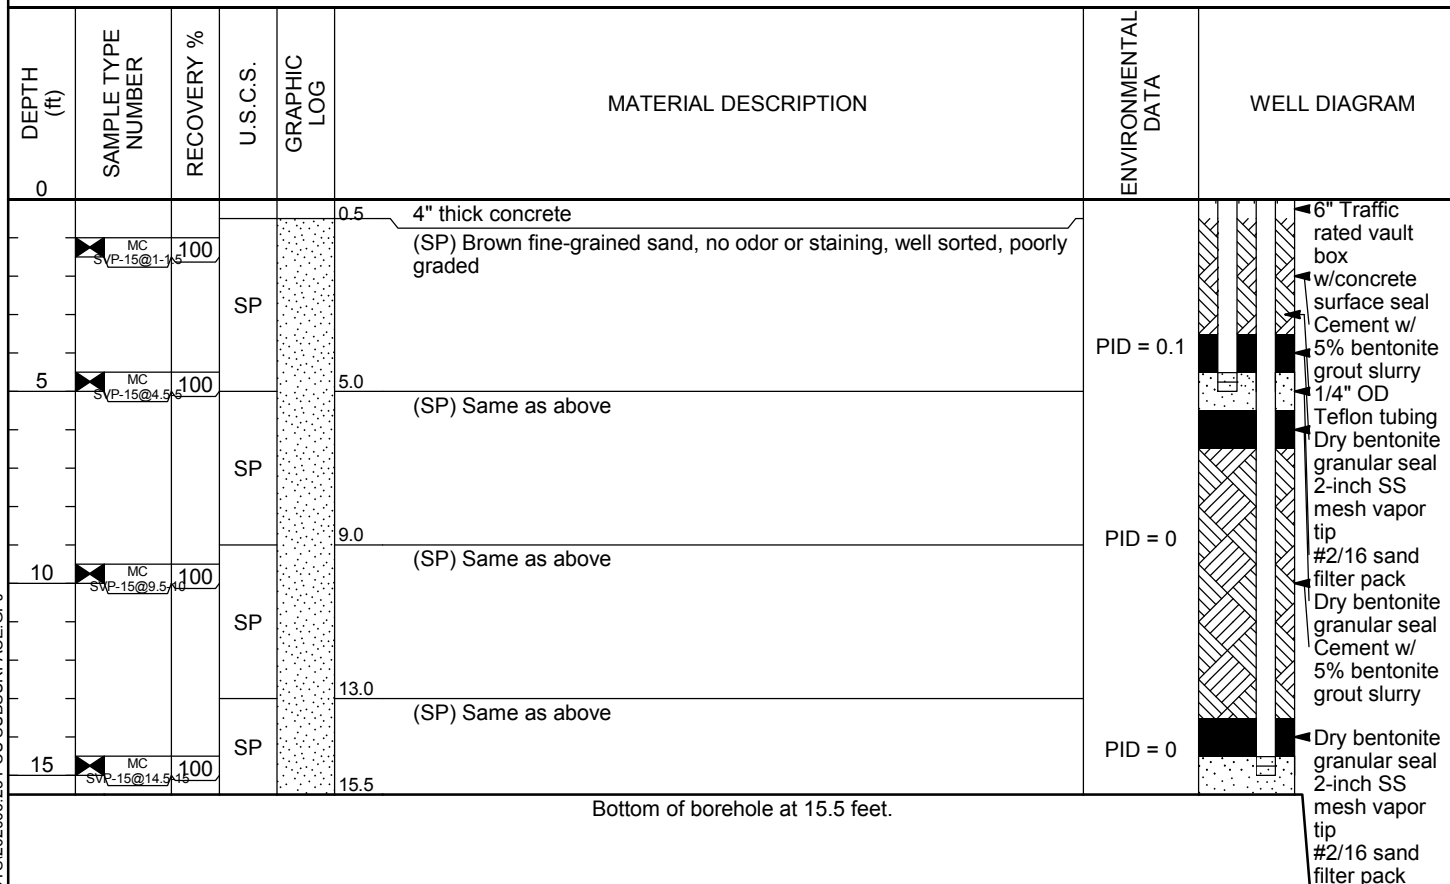 DEPTH
(ft)
SAMPLE TYPE
NUMBER
RECOVERY %
U.S.C.S.
GRAPHIC
LOG
MATERIAL DESCRIPTION
ENVIRONMENTAL
DATA
WELL DIAGRAM
0
0.5
4" thick concrete
(SP) Brown fine-grained sand, no odor or staining, well sorted, poorly
graded
MC
SVP-15@1-1.5
100
SP
PID = 0.1
5
MC
SVP-15@4.5-5
100
5.0
(SP) Same as above
SP
9.0
(SP) Same as above
PID = 0
10
MC
SVP-15@9.5-10
100
SP
13.0
(SP) Same as above
SP
PID = 0
15
MC
SVP-15@14.5-15
100
15.5
Bottom of borehole at 15.5 feet.
6" Traffic
rated vault
box
w/concrete
surface seal
Cement w/
5% bentonite
grout slurry
1/4" OD
Teflon tubing
Dry bentonite
granular seal
2-inch SS
mesh vapor
tip
#2/16 sand
filter pack
Dry bentonite
granular seal
Cement w/
5% bentonite
grout slurry
Dry bentonite
granular seal
2-inch SS
mesh vapor
tip
#2/16 sand
filter pack